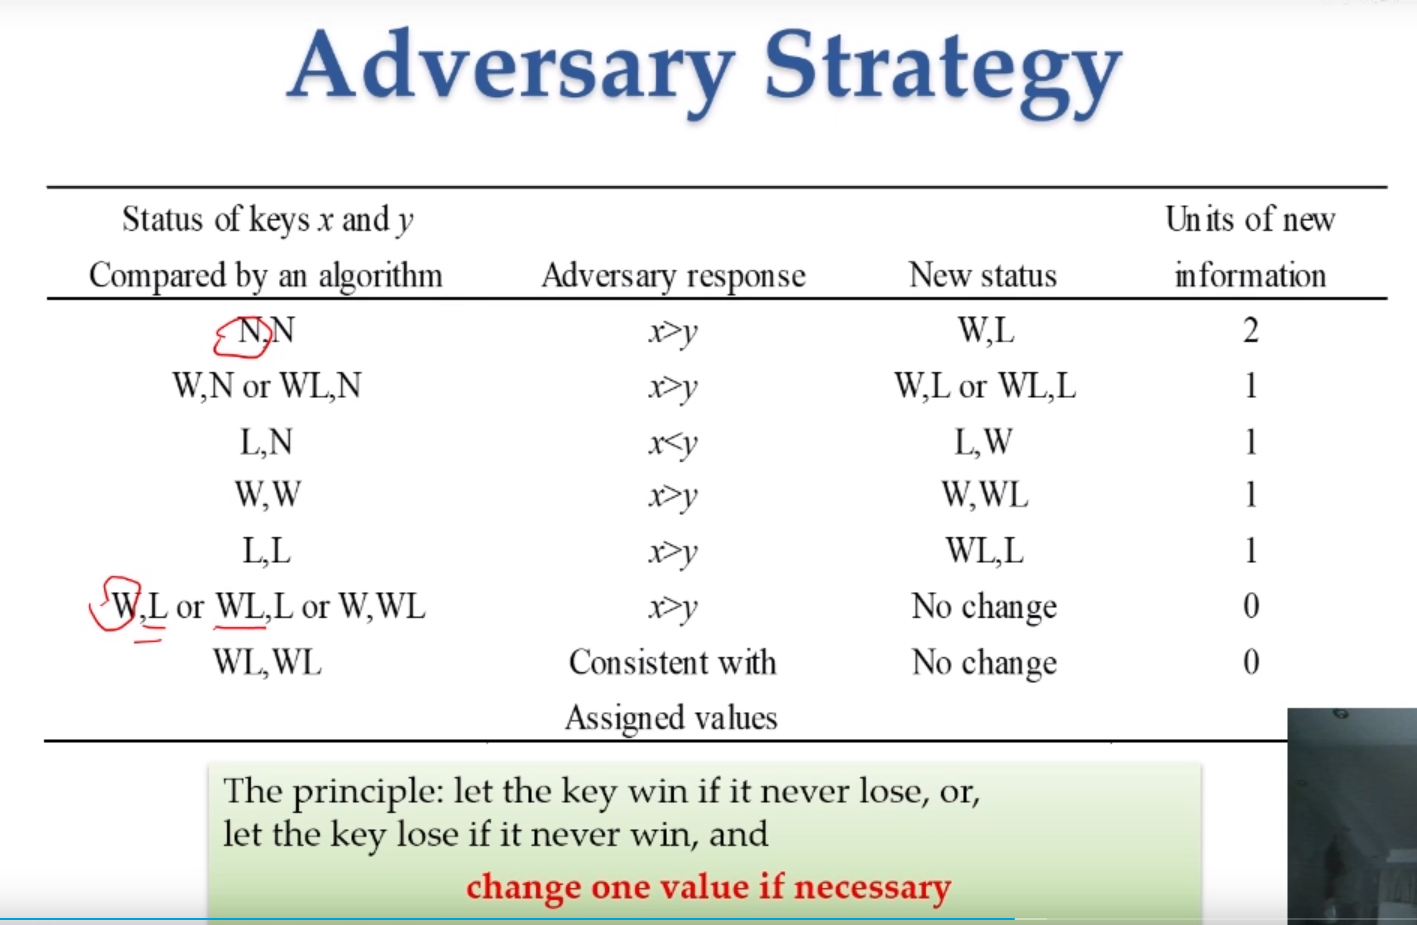 Adversary Strategy
Status of keys x and y
Units of new
Compared by an algorithm Adversary response New status information
N,N x>y W,L 2
W,N or WL,N x>y W,L or WL,L 1
L,N x<y L,W 1
W,W x>y W,WL 1
L,L x>y WL,L 1
W,L or WL,L or W,WL x>y No change 0
WL,WL Consistent with No change 0
Assigned values
The principle: let the key win if it never lose, or,
let the key lose if it never win, and
change one value if necessary